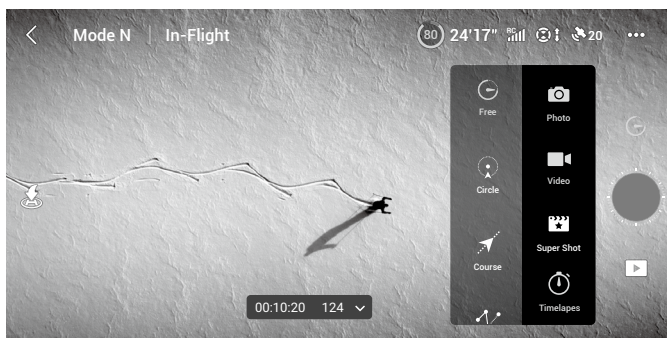 Mode N | In-Flight
80 24'17" RC 20
Free
Photo
Circle
Video
Course
Super Shot
Timelapes
00:10:20 124